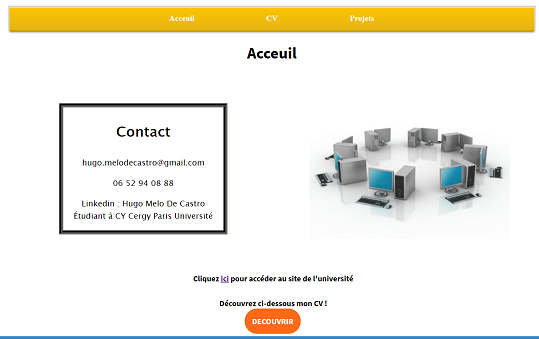 Acceuil CV Projets
Acceuil
Contact
hugo.melodecastro@gmail.com
06 52 94 08 88
Linkedin : Hugo Melo De Castro
Étudiant à CY Cergy Paris Université
Cliquez ici pour accéder au site de l'université
Découvrez ci-dessous mon CV !
DECOUVRIR